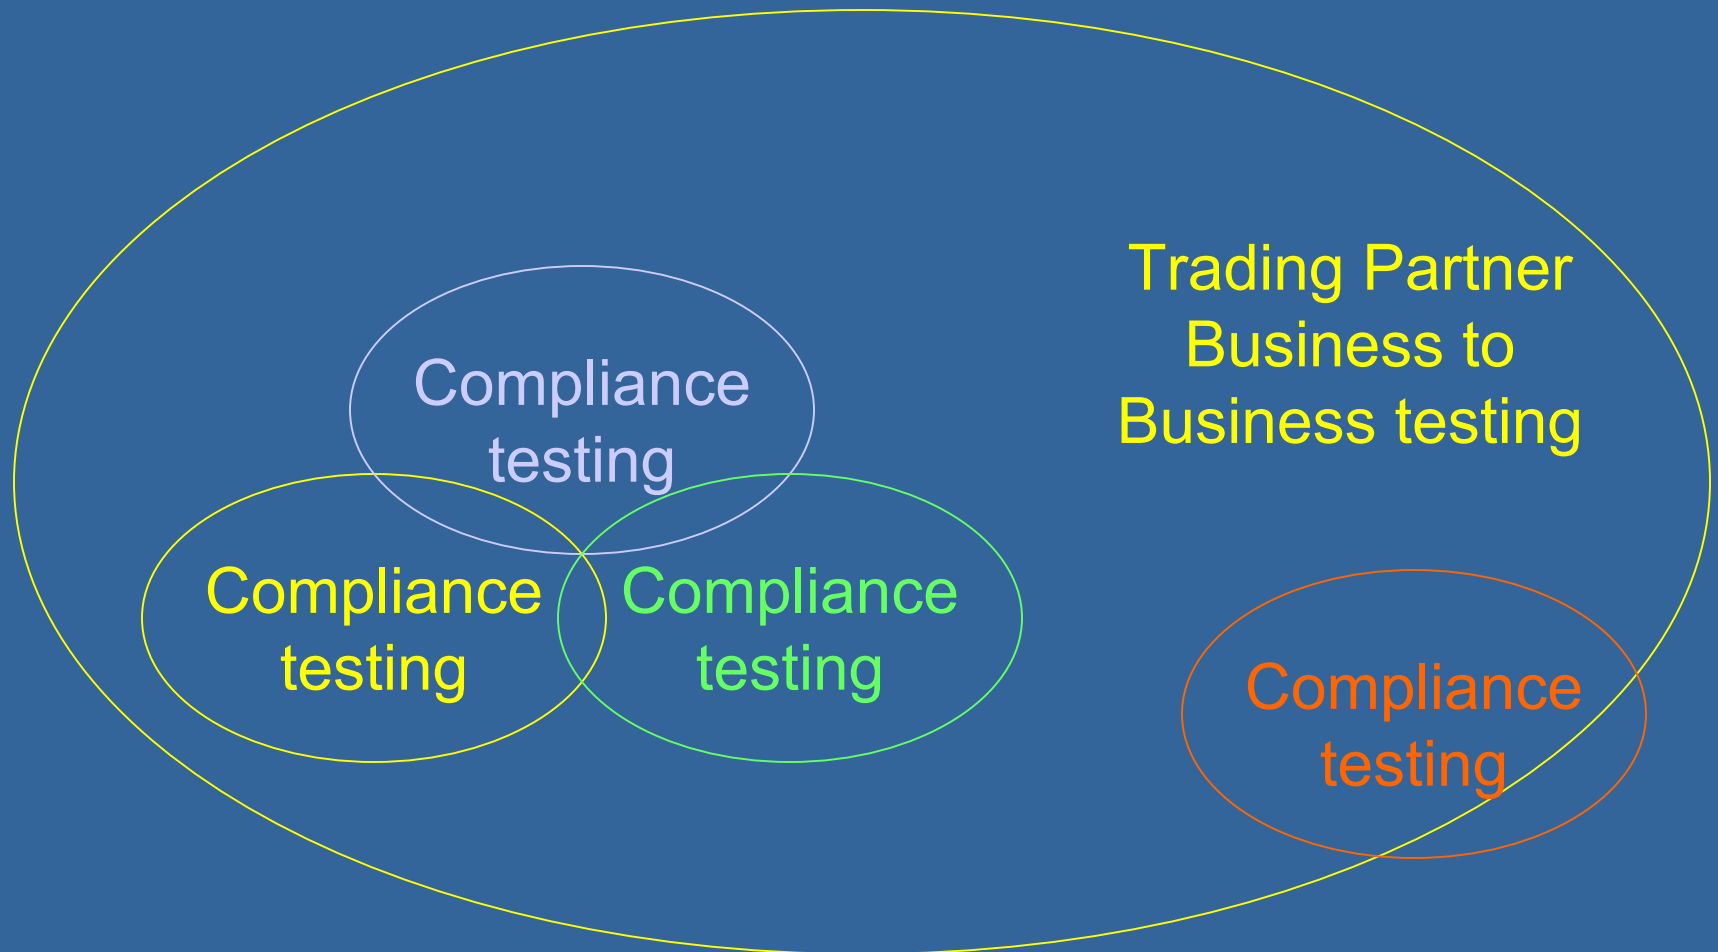 Trading Partner
Business to
Business testing
Compliance
testing
Compliance
testing
Compliance
testing
Compliance
testing